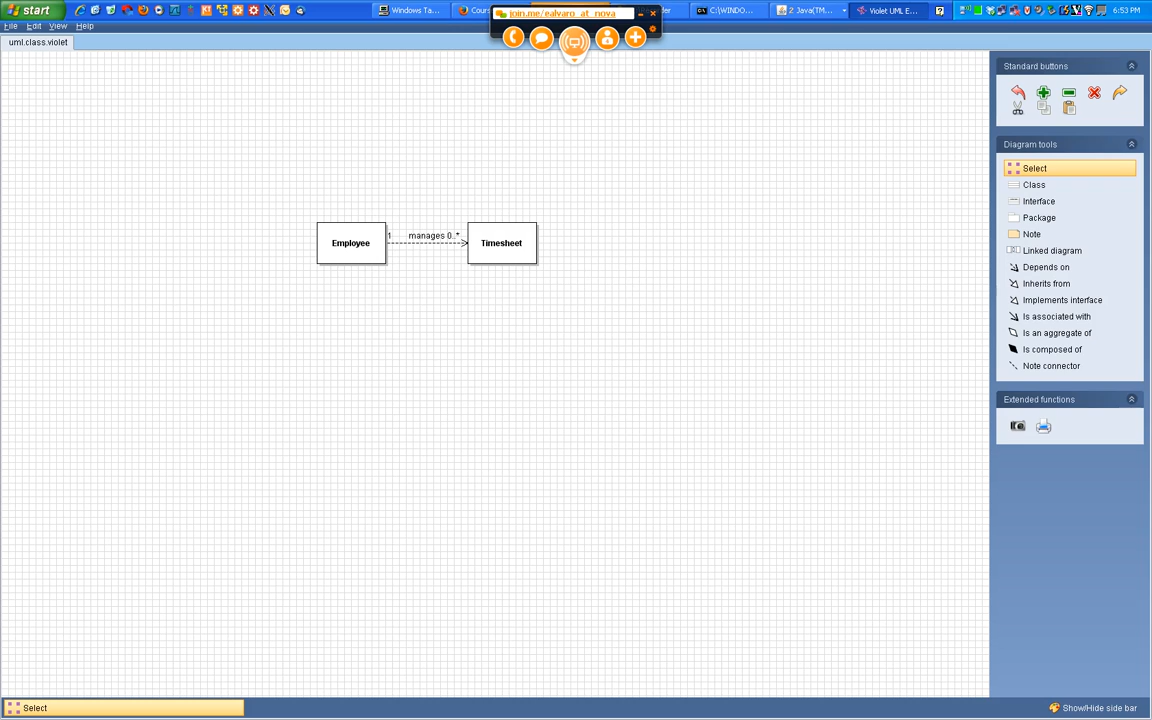 start
Windows Ta...
Cours
C:\WINDO...
2 Java(TM...
Violet UML E...
6:53 PM
join.me/ealvaro_at_nova
File Edit View Help
uml.class.violet
Standard buttons
Diagram tools
Select
Class
Interface
Package
Note
Linked diagram
Depends on
Inherits from
Implements interface
Is associated with
Is an aggregate of
Is composed of
Note connector
Extended functions
Employee
1 manages 0..*
Timesheet
Select
Show/Hide side bar